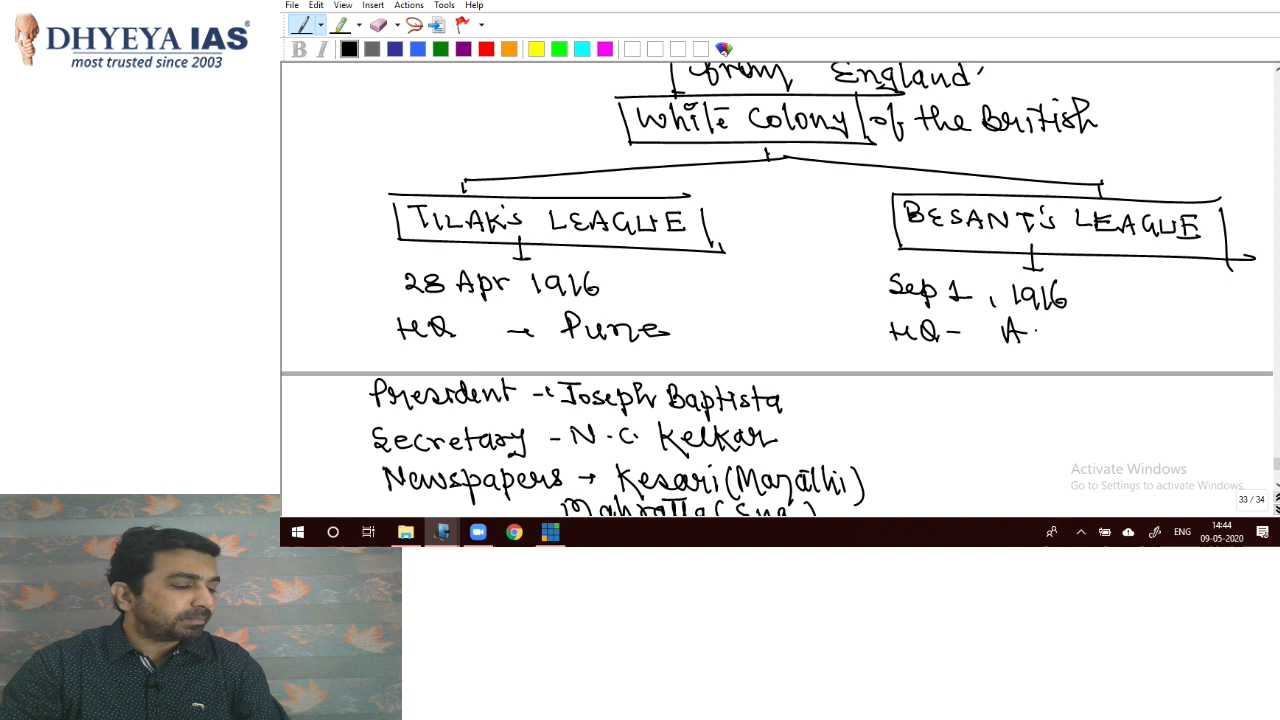 DHYEYA IAS®
most trusted since 2003
File Edit View Insert Actions Tools Help
B I
from England
White Colony of the British
TILAK'S LEAGUE
BESANT'S LEAGUE
28 Apr 1916
Sep 1, 1916
HQ → Pune
HQ - A
President → Joseph Baptista
Secretary - N.C. Kelkar
Newspapers → Kesari (Marathi)
Mahratta (Eng)
Activate Windows
Go to Settings to activate Windows.
33 / 34
ENG
14:44
09-05-2020